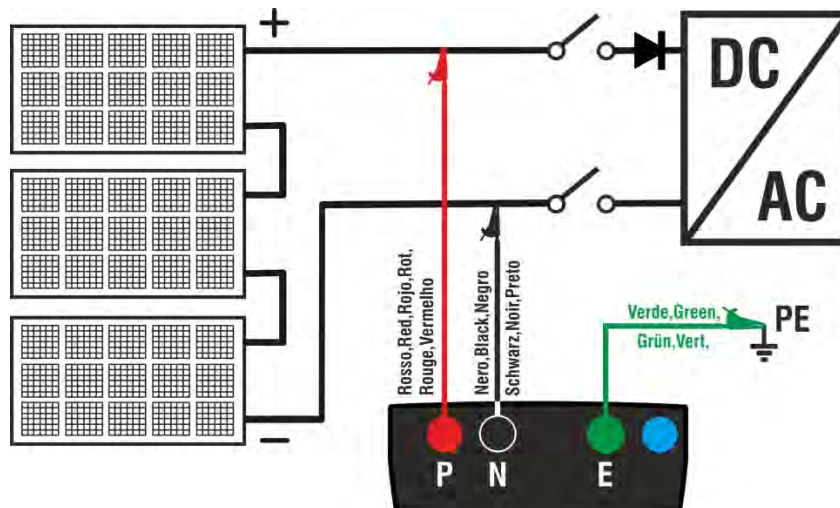 +
DC
AC
Rosso,Red,Rojo,Rot,
Rouge,Vermelho
Nero,Black,Negro
Schwarz,Noir,Preto
Verde,Green,
Grün,Vert,
PE
−
P N E